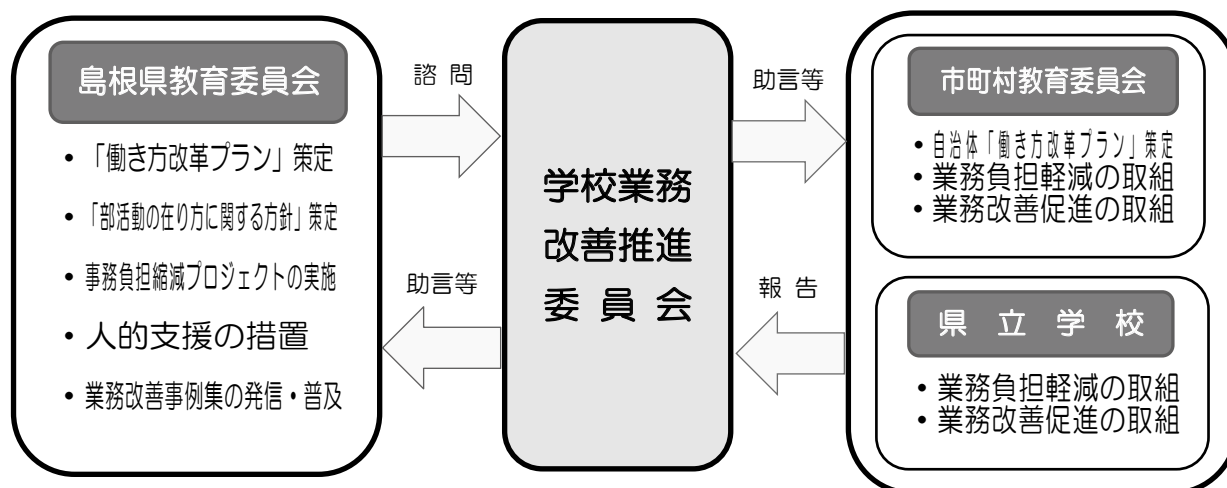 島根県教育委員会
• 「働き方改革プラン」策定
• 「部活動の在り方に関する方針」策定
• 事務負担縮減プロジェクトの実施
• 人的支援の措置
• 業務改善事例集の発信・普及
諮 問
助言等
学校業務
改善推進
委 員 会
助言等
報 告
市町村教育委員会
• 自治体「働き方改革プラン」策定
• 業務負担軽減の取組
• 業務改善促進の取組
県 立 学 校
• 業務負担軽減の取組
• 業務改善促進の取組